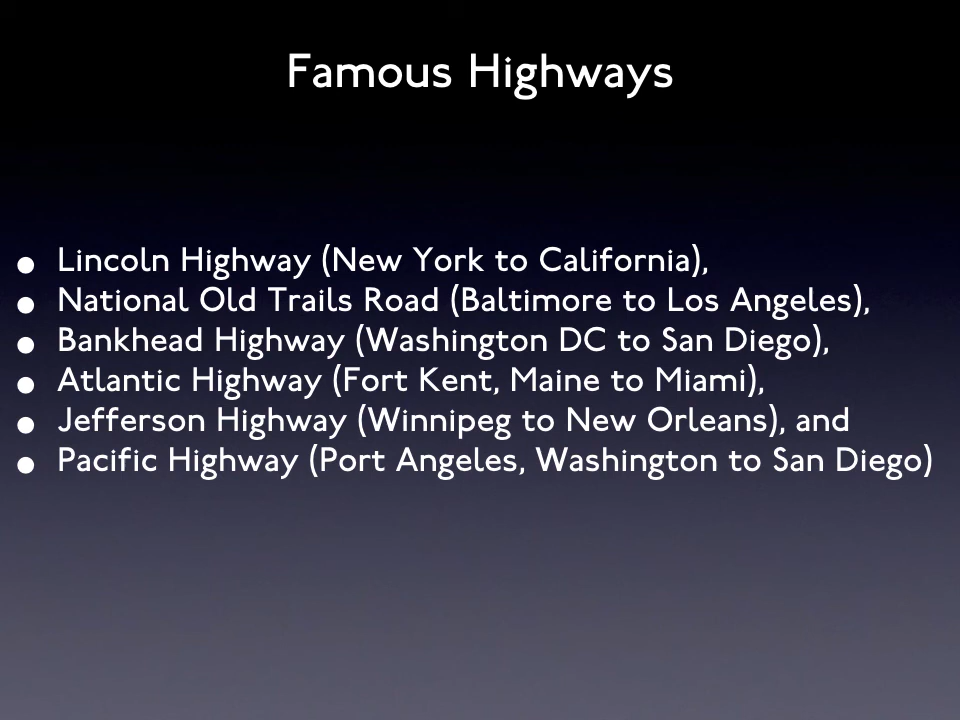 Famous Highways
• Lincoln Highway (New York to California),
• National Old Trails Road (Baltimore to Los Angeles),
• Bankhead Highway (Washington DC to San Diego),
• Atlantic Highway (Fort Kent, Maine to Miami),
• Jefferson Highway (Winnipeg to New Orleans), and
• Pacific Highway (Port Angeles, Washington to San Diego)